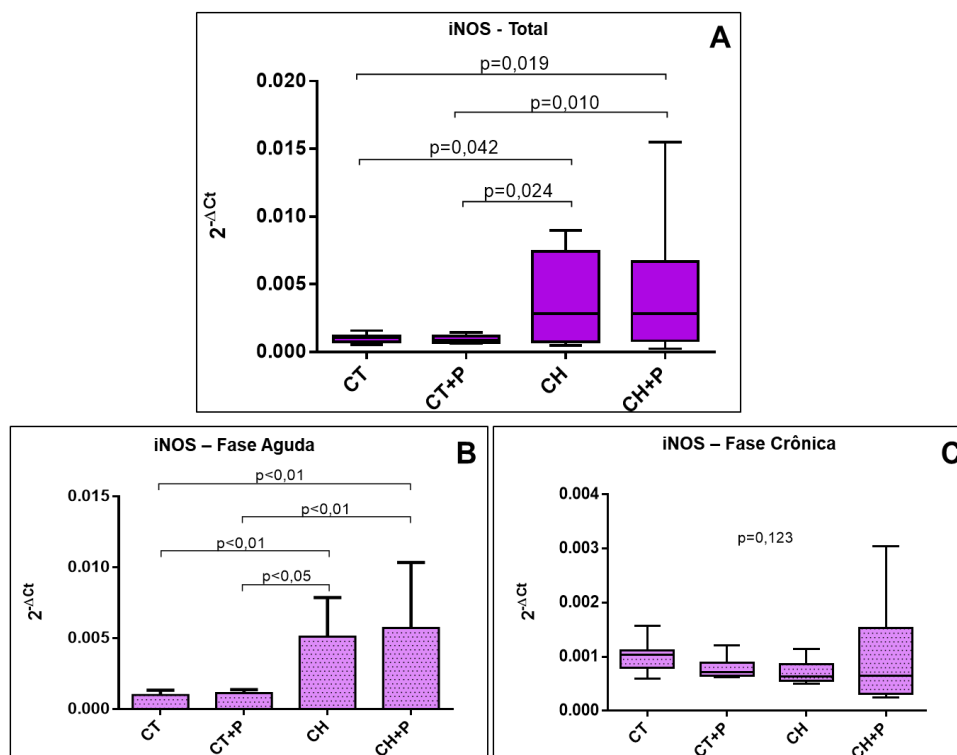 iNOS - Total
A
p=0,019
p=0,010
p=0,042
p=0,024
0.020
0.015
0.010
0.005
0.000
2^-ΔCt
CT
CT+P
CH
CH+P
iNOS – Fase Aguda
B
p<0,01
p<0,01
p<0,01
p<0,05
0.015
0.010
0.005
0.000
2^-ΔCt
CT
CT+P
CH
CH+P
iNOS – Fase Crônica
C
p=0,123
0.004
0.003
0.002
0.001
0.000
2^-ΔCt
CT
CT+P
CH
CH+P